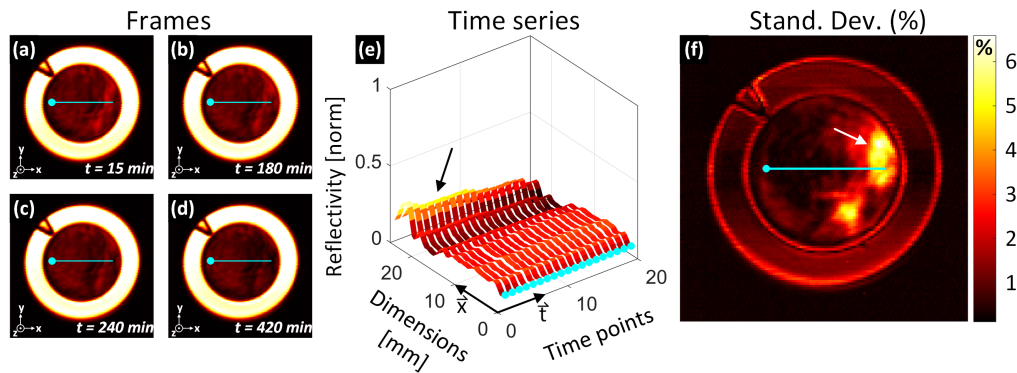 Frames
Time series
Stand. Dev. (%)
(a)
y
z
x
t = 15 min
(b)
y
z
x
t = 180 min
(c)
y
z
x
t = 240 min
(d)
y
z
x
t = 420 min
(e)
Reflectivity [norm]
1
0.5
0
20
10
0
x
Dimensions
[mm]
0
10
20
t
Time points
(f)
%
6
5
4
3
2
1